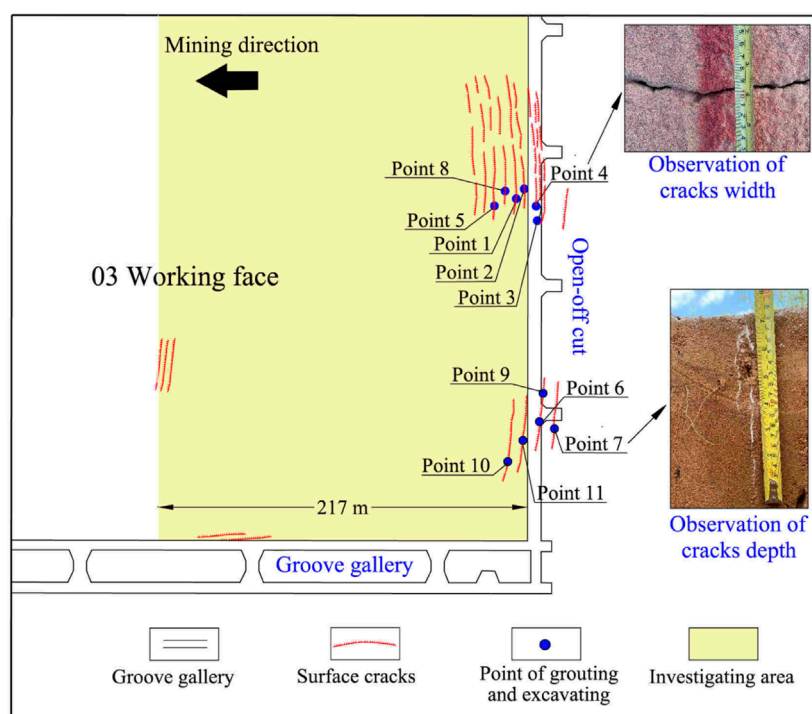 Mining direction
Observation of
cracks width
Point 8
Point 4
Point 5
Point 1
Point 2
Point 3
03 Working face
Open-off cut
Point 9
Point 6
Point 7
Point 10
Point 11
217 m
Observation of
cracks depth
Groove gallery
Groove gallery
Surface cracks
Point of grouting
and excavating
Investigating area